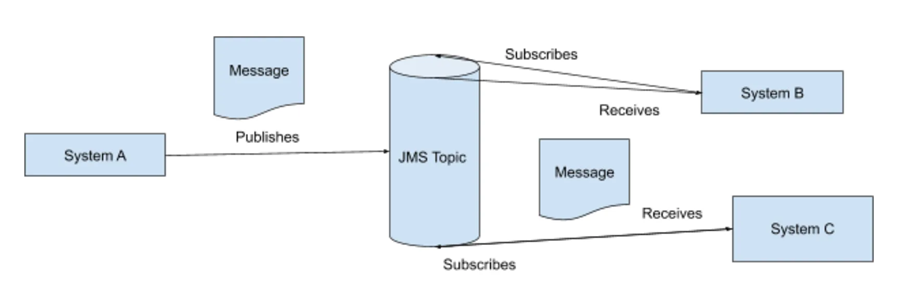 Message
Subscribes
System B
Receives
Publishes
System A
JMS Topic
Message
Receives
System C
Subscribes